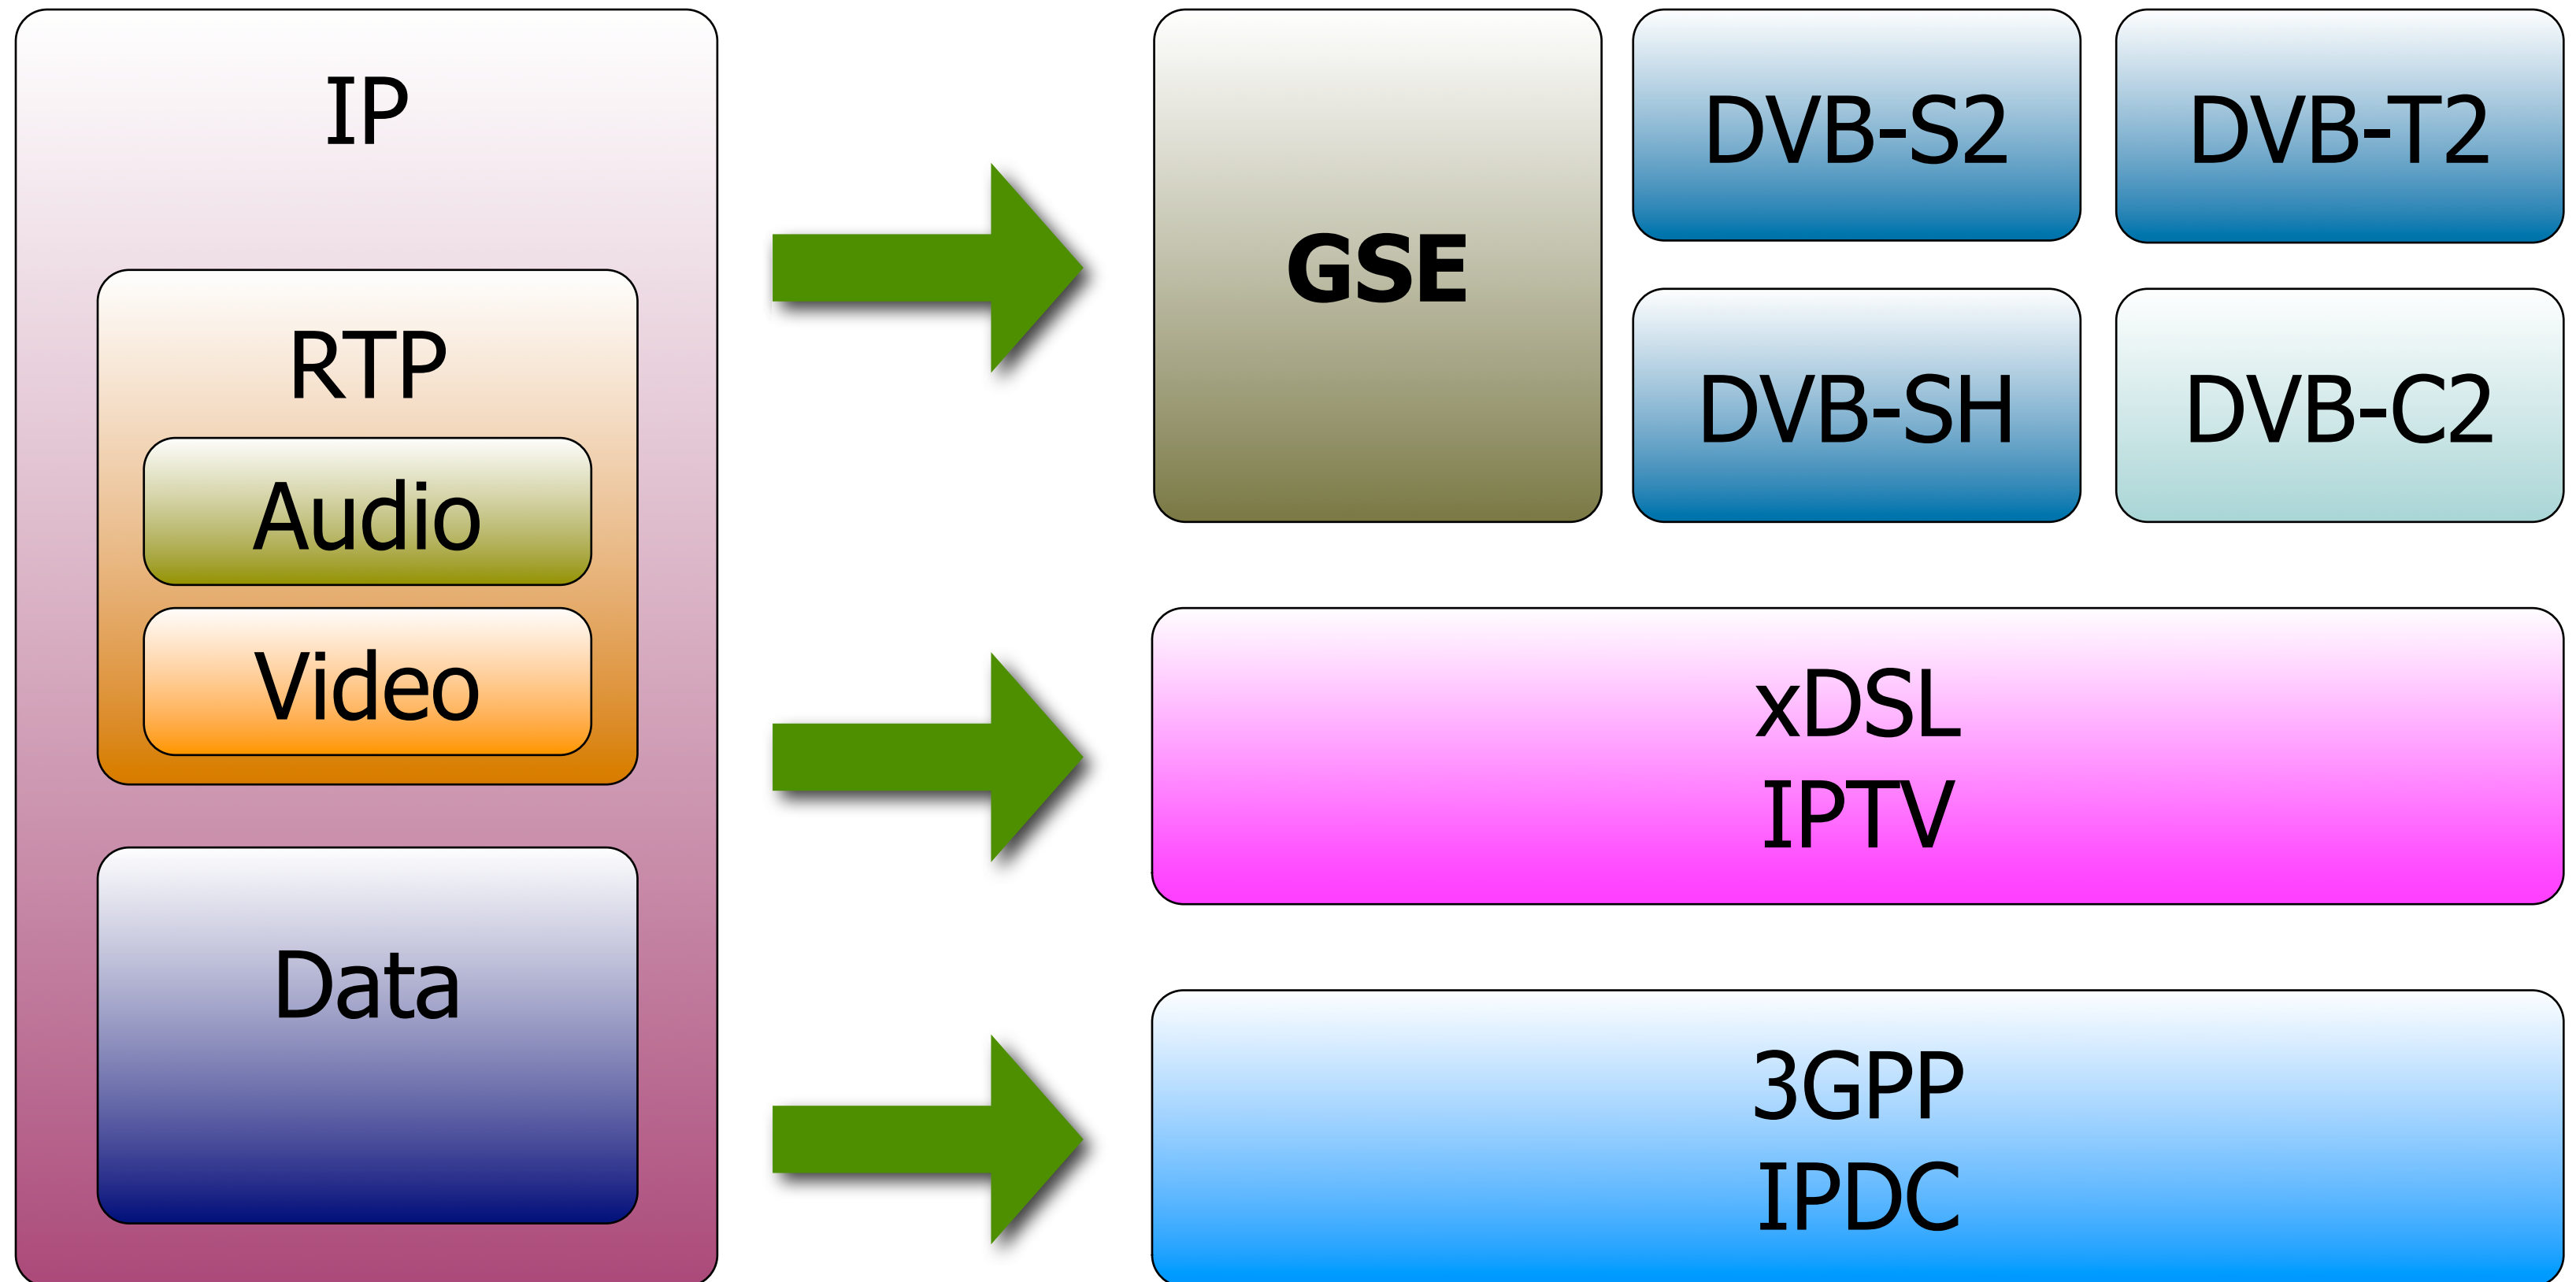 IP
RTP
Audio
Video
Data
GSE
DVB-S2
DVB-T2
DVB-SH
DVB-C2
xDSL
IPTV
3GPP
IPDC